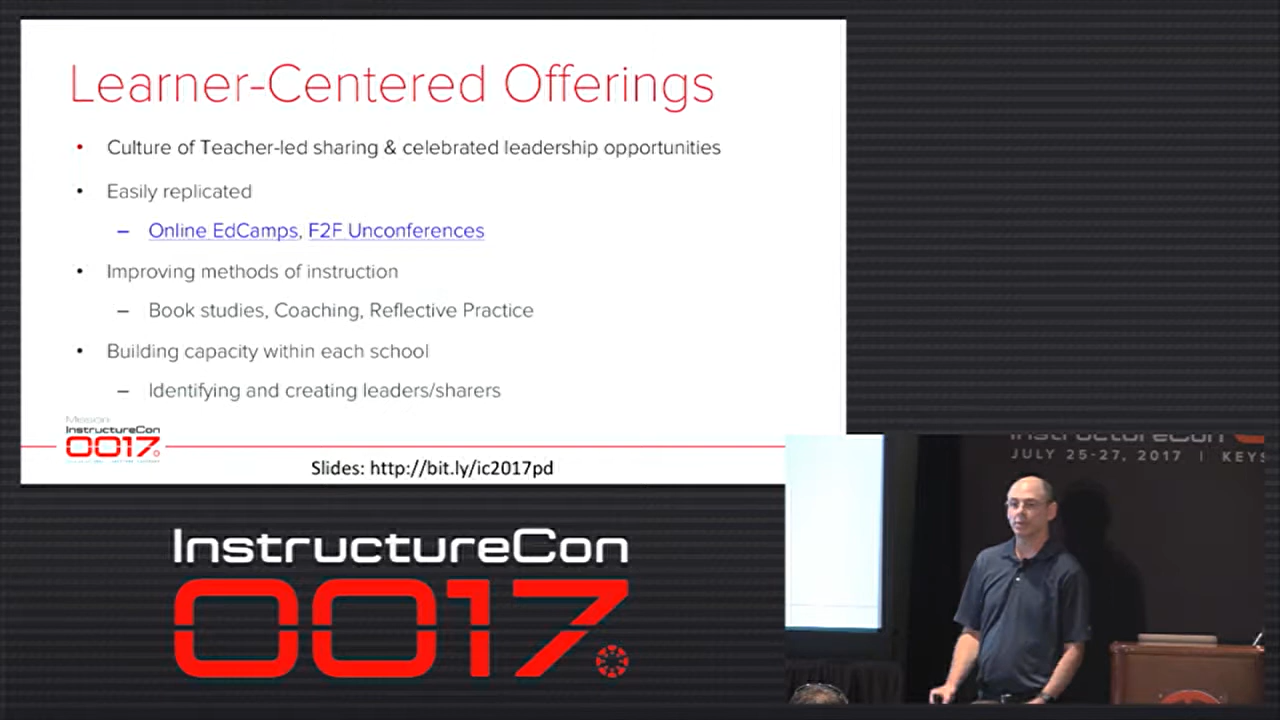 Learner-Centered Offerings
• Culture of Teacher-led sharing & celebrated leadership opportunities
• Easily replicated
– Online EdCamps, F2F Unconferences
• Improving methods of instruction
– Book studies, Coaching, Reflective Practice
• Building capacity within each school
– Identifying and creating leaders/sharers
Mission
InstructureCon
0017
Slides: http://bit.ly/ic2017pd
InstructureCon
0017
InstructureCon
JULY 25-27, 2017 | KEYS